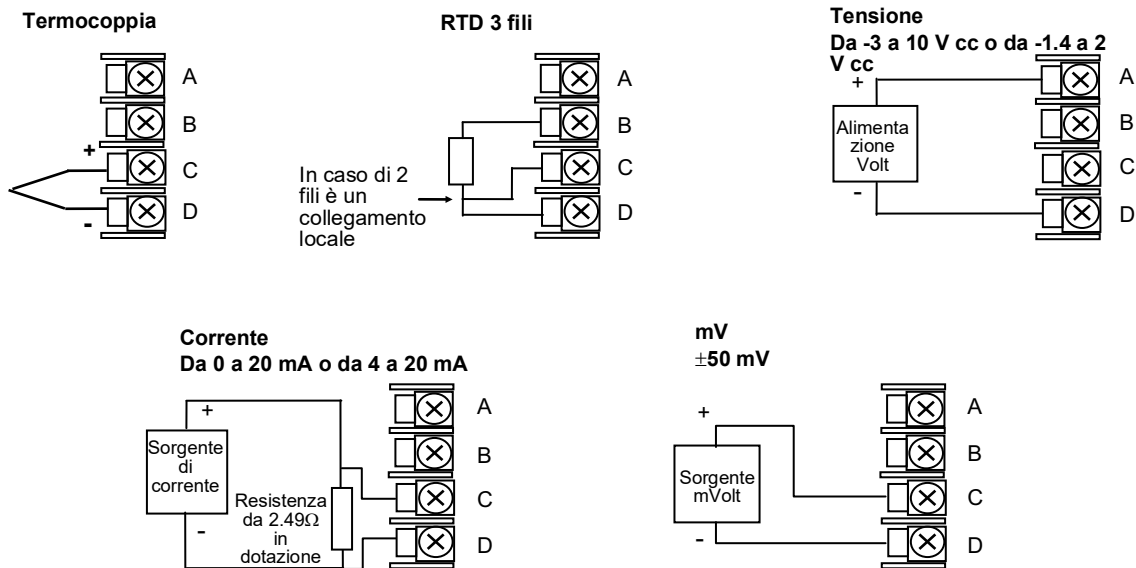 Termocoppia
A
B
+
C
D
-
RTD 3 fili
A
B
C
D
In caso di 2
fili è un
collegamento
locale
Tensione
Da -3 a 10 V cc o da -1.4 a 2
V cc
+
A
B
C
D
Alimenta
zione
Volt
-
Corrente
Da 0 a 20 mA o da 4 a 20 mA
+
A
B
C
D
Sorgente
di
corrente
-
Resistenza
da 2.49Ω
in
dotazione
mV
±50 mV
+
A
B
C
D
Sorgente
mVolt
-